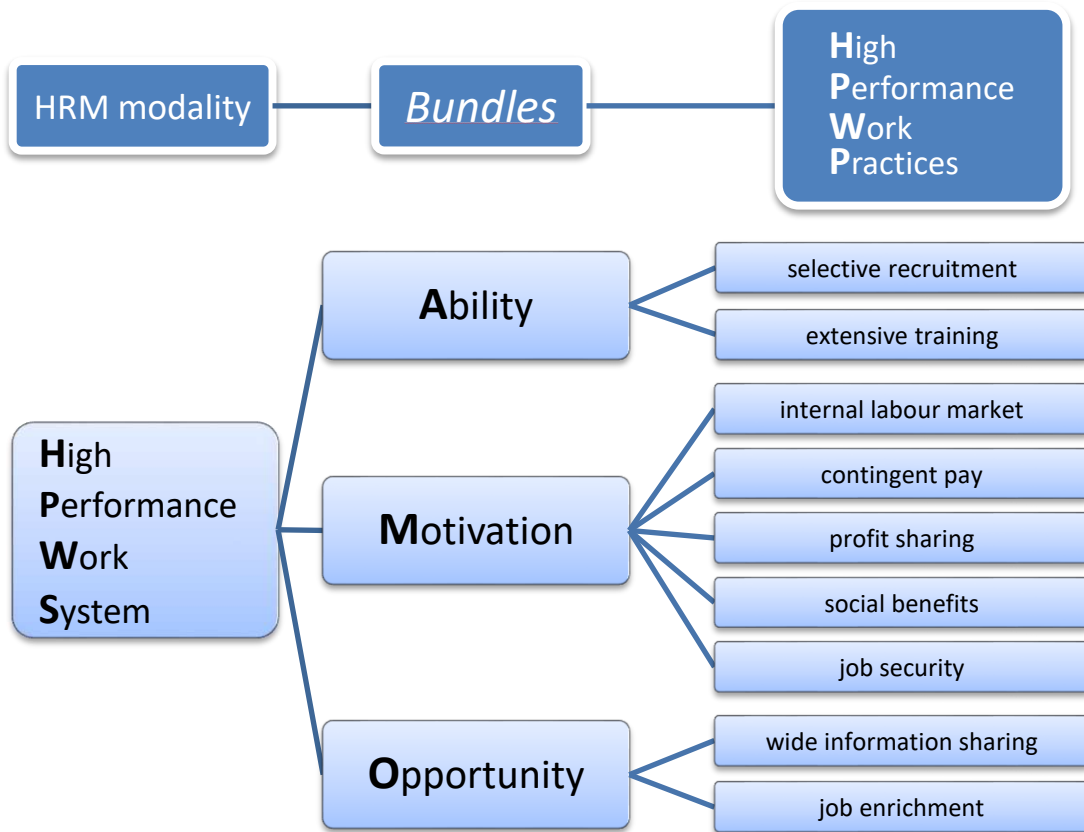 HRM modality
Bundles
High
Performance
Work
Practices
Ability
selective recruitment
extensive training
High
Performance
Work
System
Motivation
internal labour market
contingent pay
profit sharing
social benefits
job security
Opportunity
wide information sharing
job enrichment